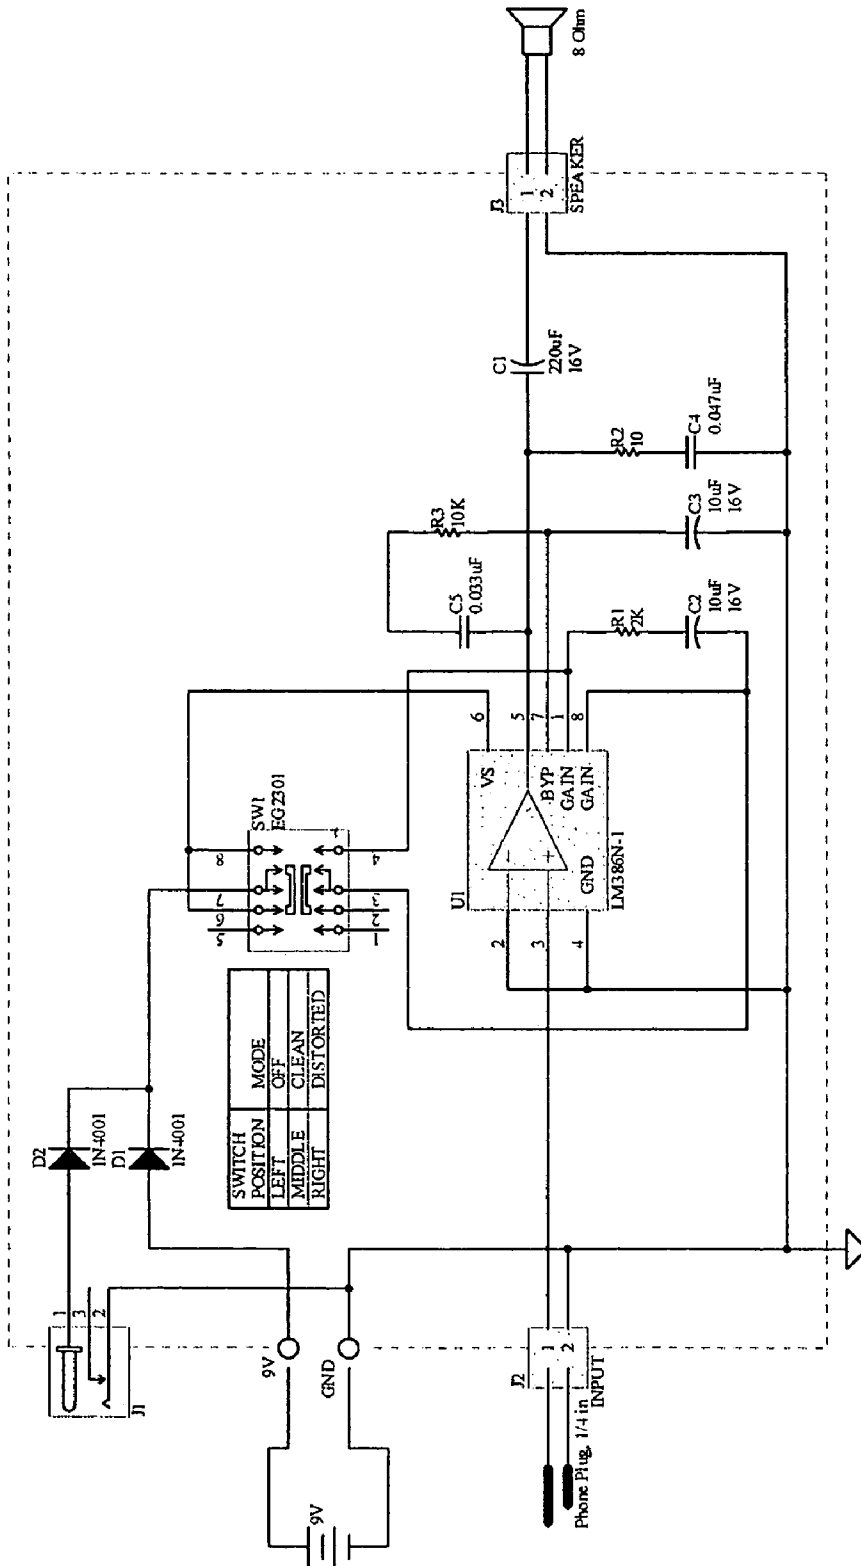 J1
1
3
2
D2
1N4001
D1
1N4001
9V
9V
GND
SWITCH POSITION MODE
LEFT OFF
MIDDLE CLEAN
RIGHT DISTORTED
SW1
EG2301
5
6
7
8
1
2
3
4
U1
LM386N-1
VS
BYP
GAIN
GAIN
GND
-
+
2
3
4
6
5
7
1
8
C5
0.033uF
R3
10K
R1
2K
C2
10uF
16V
C3
10uF
16V
R2
10
C4
0.047uF
C1
220uF
16V
J3
1
2
SPEAKER
8 Ohm
J2
1
2
INPUT
Phone Plug, 1/4 in